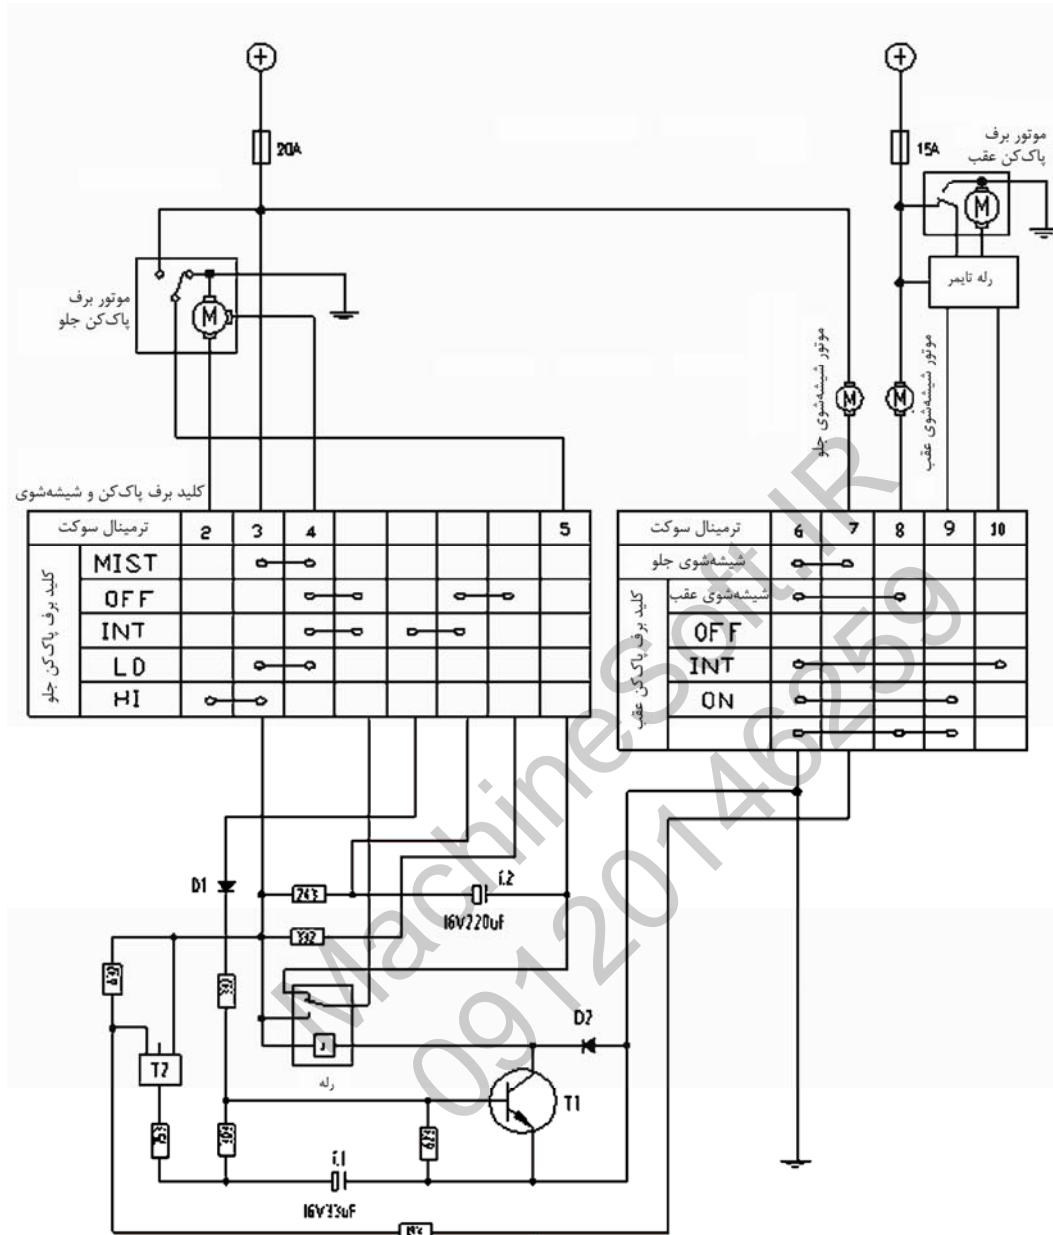 20A
15A
موتور برف
پاک‌کن عقب
رله تایمر
موتور برف
پاک‌کن جلو
M
M
M
M
موتور شیشه‌شوی جلو
موتور شیشه‌شوی عقب
کلید برف پاک‌کن و شیشه‌شوی
ترمینال سوکت 2 3 4 5
کلید برف پاک‌کن جلو
MIST
OFF
INT
LO
HI
ترمینال سوکت 6 7 8 9 10
شیشه‌شوی جلو
کلید برف پاک‌کن عقب
شیشه‌شوی عقب
OFF
INT
ON
D1
243
16V220uF
332
D2
T2
رله
T1
16V33uF
MachineSoft.IR
09120146259